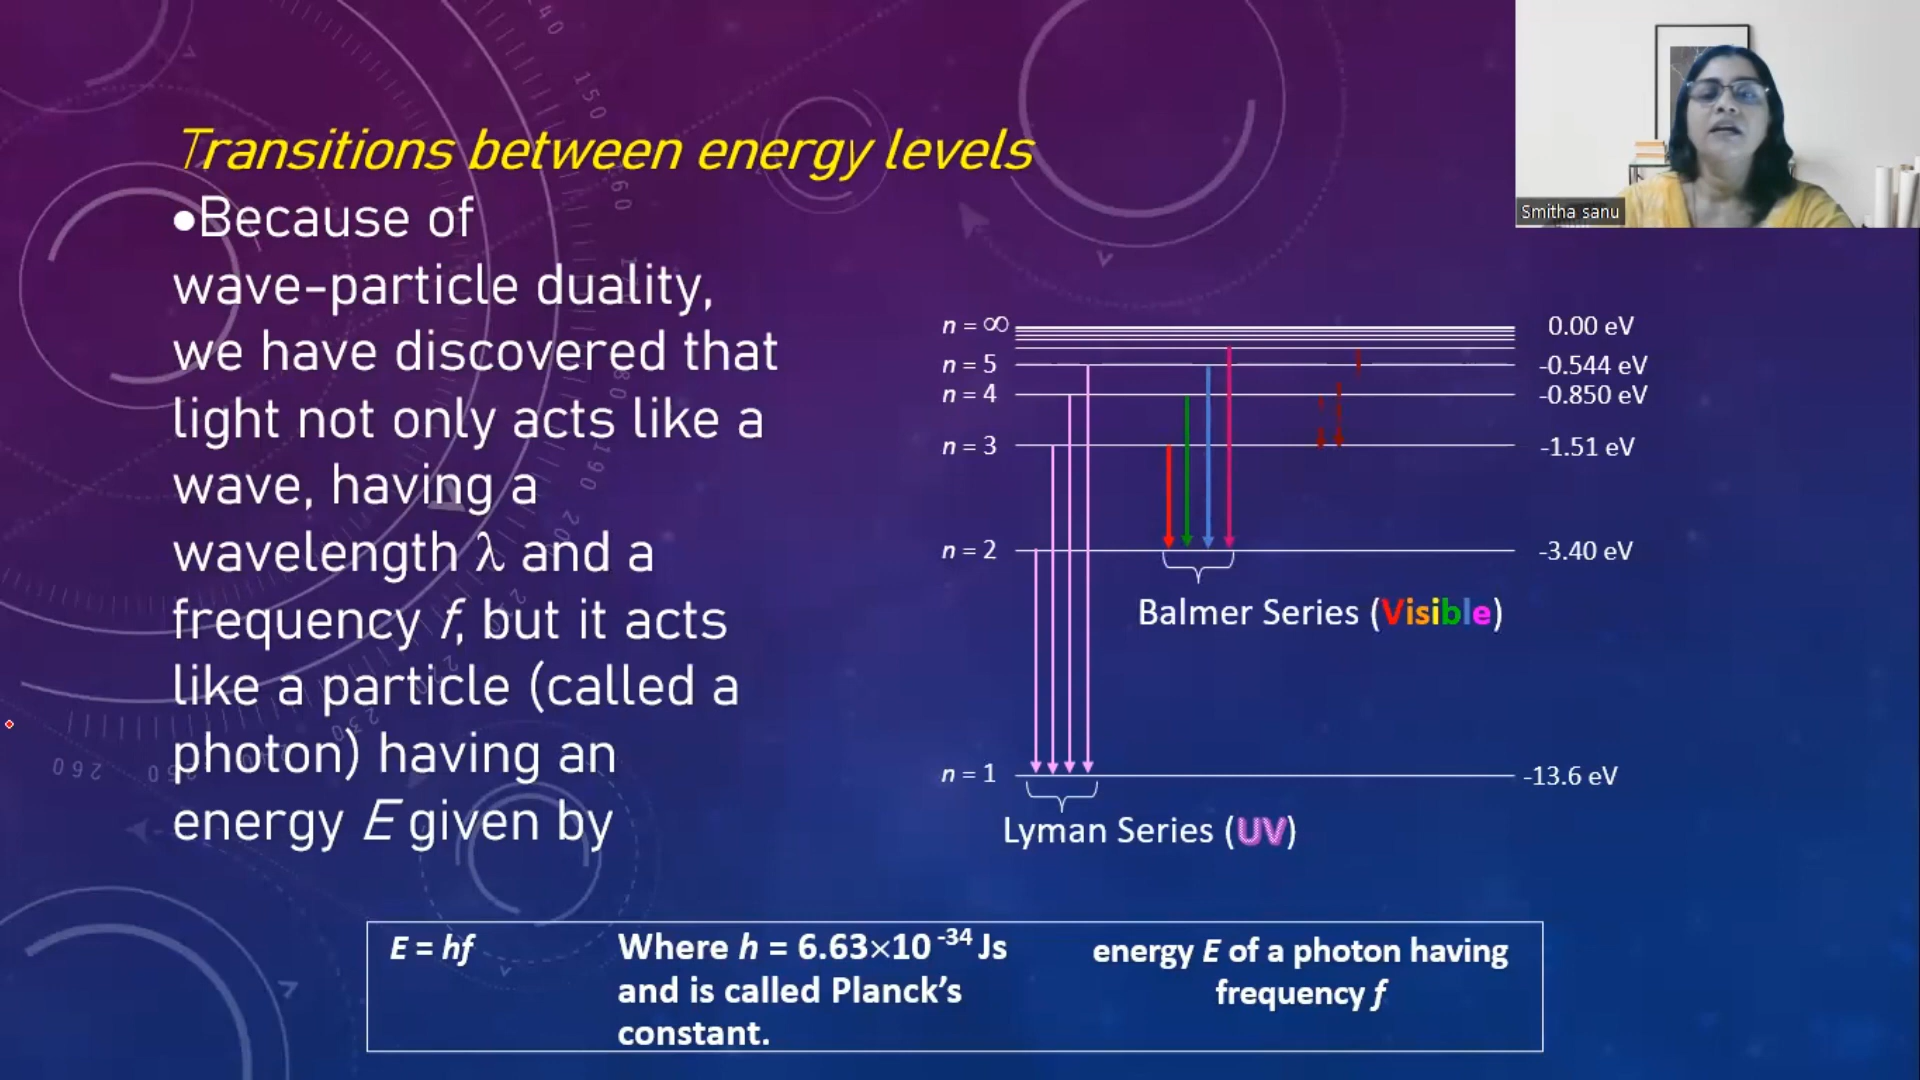 Smitha sanu
Transitions between energy levels
•Because of
wave-particle duality,
we have discovered that
light not only acts like a
wave, having a
wavelength λ and a
frequency f, but it acts
like a particle (called a
photon) having an
energy E given by
n = ∞ 0.00 eV
n = 5 -0.544 eV
n = 4 -0.850 eV
n = 3 -1.51 eV
n = 2 -3.40 eV
Balmer Series (Visible)
n = 1 -13.6 eV
Lyman Series (UV)
E = hf
Where h = 6.63×10⁻³⁴ Js
and is called Planck’s
constant.
energy E of a photon having
frequency f